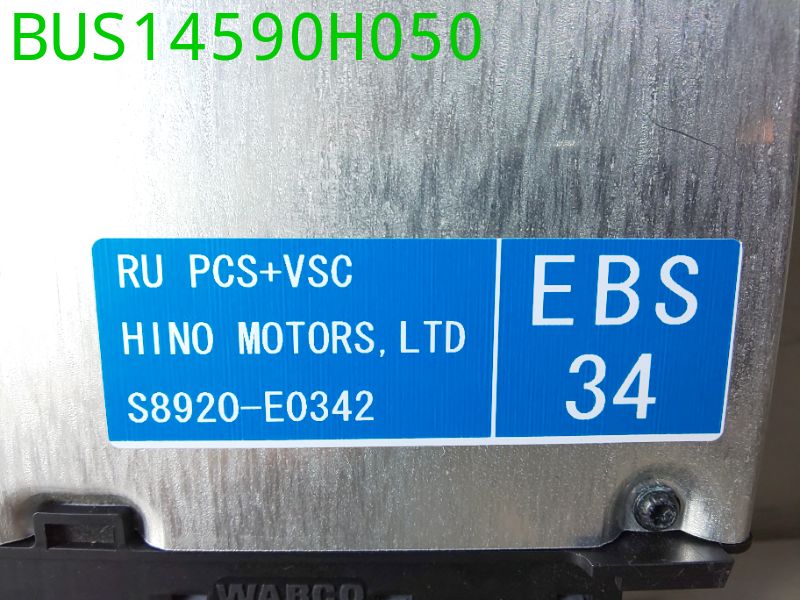 BUS14590H050
RU PCS+VSC
HINO MOTORS,LTD
S8920-E0342
EBS
34
WABCO